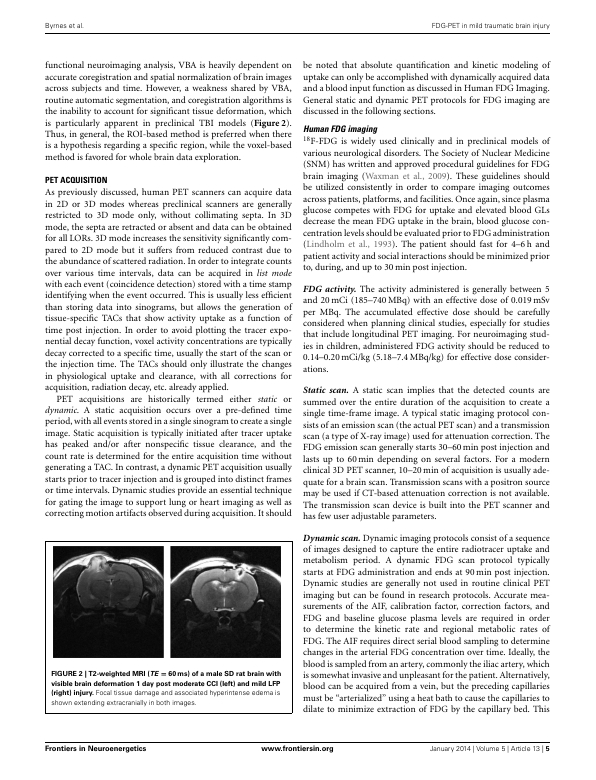 Byrnes et al.
FDG-PET in mild traumatic brain injury
functional neuroimaging analysis, VBA is heavily dependent on
accurate coregistration and spatial normalization of brain images
across subjects and time. However, a weakness shared by VBA,
routine automatic segmentation, and coregistration algorithms is
the inability to account for significant tissue deformation, which
is particularly apparent in preclinical TBI models (Figure 2).
Thus, in general, the ROI-based method is preferred when there
is a hypothesis regarding a specific region, while the voxel-based
method is favored for whole brain data exploration.
PET ACQUISITION
As previously discussed, human PET scanners can acquire data
in 2D or 3D modes whereas preclinical scanners are generally
restricted to 3D mode only, without collimating septa. In 3D
mode, the septa are retracted or absent and data can be obtained
for all LORs. 3D mode increases the sensitivity significantly com-
pared to 2D mode but it suffers from reduced contrast due to
the abundance of scattered radiation. In order to integrate counts
over various time intervals, data can be acquired in list mode
with each event (coincidence detection) stored with a time stamp
identifying when the event occurred. This is usually less efficient
than storing data into sinograms, but allows the generation of
tissue-specific TACs that show activity uptake as a function of
time post injection. In order to avoid plotting the tracer expo-
nential decay function, voxel activity concentrations are typically
decay corrected to a specific time, usually the start of the scan or
the injection time. The TACs should only illustrate the changes
in physiological uptake and clearance, with all corrections for
acquisition, radiation decay, etc. already applied.
PET acquisitions are historically termed either static or
dynamic. A static acquisition occurs over a pre-defined time
period, with all events stored in a single sinogram to create a single
image. Static acquisition is typically initiated after tracer uptake
has peaked and/or after nonspecific tissue clearance, and the
count rate is determined for the entire acquisition time without
generating a TAC. In contrast, a dynamic PET acquisition usually
starts prior to tracer injection and is grouped into distinct frames
or time intervals. Dynamic studies provide an essential technique
for gating the image to support lung or heart imaging as well as
correcting motion artifacts observed during acquisition. It should
FIGURE 2 | T2-weighted MRI (TE = 60 ms) of a male SD rat brain with
visible brain deformation 1 day post moderate CCI (left) and mild LFP
(right) injury. Focal tissue damage and associated hyperintense edema is
shown extending extracranially in both images.
be noted that absolute quantification and kinetic modeling of
uptake can only be accomplished with dynamically acquired data
and a blood input function as discussed in Human FDG Imaging.
General static and dynamic PET protocols for FDG imaging are
discussed in the following sections.
Human FDG imaging
18F-FDG is widely used clinically and in preclinical models of
various neurological disorders. The Society of Nuclear Medicine
(SNM) has written and approved procedural guidelines for FDG
brain imaging (Waxman et al., 2009). These guidelines should
be utilized consistently in order to compare imaging outcomes
across patients, platforms, and facilities. Once again, since plasma
glucose competes with FDG for uptake and elevated blood GLs
decrease the mean FDG uptake in the brain, blood glucose con-
centration levels should be evaluated prior to FDG administration
(Lindholm et al., 1993). The patient should fast for 4–6 h and
patient activity and social interactions should be minimized prior
to, during, and up to 30 min post injection.
FDG activity. The activity administered is generally between 5
and 20 mCi (185–740 MBq) with an effective dose of 0.019 mSv
per MBq. The accumulated effective dose should be carefully
considered when planning clinical studies, especially for studies
that include longitudinal PET imaging. For neuroimaging stud-
ies in children, administered FDG activity should be reduced to
0.14–0.20 mCi/kg (5.18–7.4 MBq/kg) for effective dose consider-
ations.
Static scan. A static scan implies that the detected counts are
summed over the entire duration of the acquisition to create a
single time-frame image. A typical static imaging protocol con-
sists of an emission scan (the actual PET scan) and a transmission
scan (a type of X-ray image) used for attenuation correction. The
FDG emission scan generally starts 30–60 min post injection and
lasts up to 60 min depending on several factors. For a modern
clinical 3D PET scanner, 10–20 min of acquisition is usually ade-
quate for a brain scan. Transmission scans with a positron source
may be used if CT-based attenuation correction is not available.
The transmission scan device is built into the PET scanner and
has few user adjustable parameters.
Dynamic scan. Dynamic imaging protocols consist of a sequence
of images designed to capture the entire radiotracer uptake and
metabolism period. A dynamic FDG scan protocol typically
starts at FDG administration and ends at 90 min post injection.
Dynamic studies are generally not used in routine clinical PET
imaging but can be found in research protocols. Accurate mea-
surements of the AIF, calibration factor, correction factors, and
FDG and baseline glucose plasma levels are required in order
to determine the kinetic rate and regional metabolic rates of
FDG. The AIF requires direct serial blood sampling to determine
changes in the arterial FDG concentration over time. Ideally, the
blood is sampled from an artery, commonly the iliac artery, which
is somewhat invasive and unpleasant for the patient. Alternatively,
blood can be acquired from a vein, but the preceding capillaries
must be “arterialized” using a heat bath to cause the capillaries to
dilate to minimize extraction of FDG by the capillary bed. This
Frontiers in Neuroenergetics
www.frontiersin.org
January 2014 | Volume 5 | Article 13 | 5